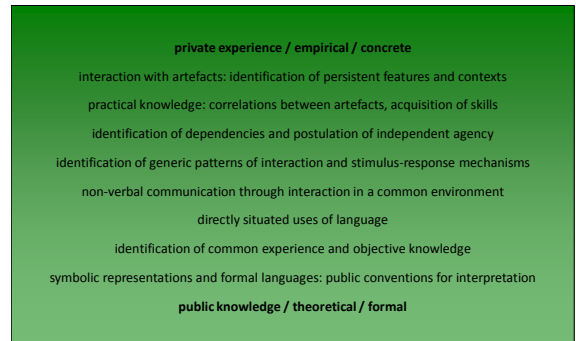 private experience / empirical / concrete
interaction with artefacts: identification of persistent features and contexts
practical knowledge: correlations between artefacts, acquisition of skills
identification of dependencies and postulation of independent agency
identification of generic patterns of interaction and stimulus-response mechanisms
non-verbal communication through interaction in a common environment
directly situated uses of language
identification of common experience and objective knowledge
symbolic representations and formal languages: public conventions for interpretation
public knowledge / theoretical / formal